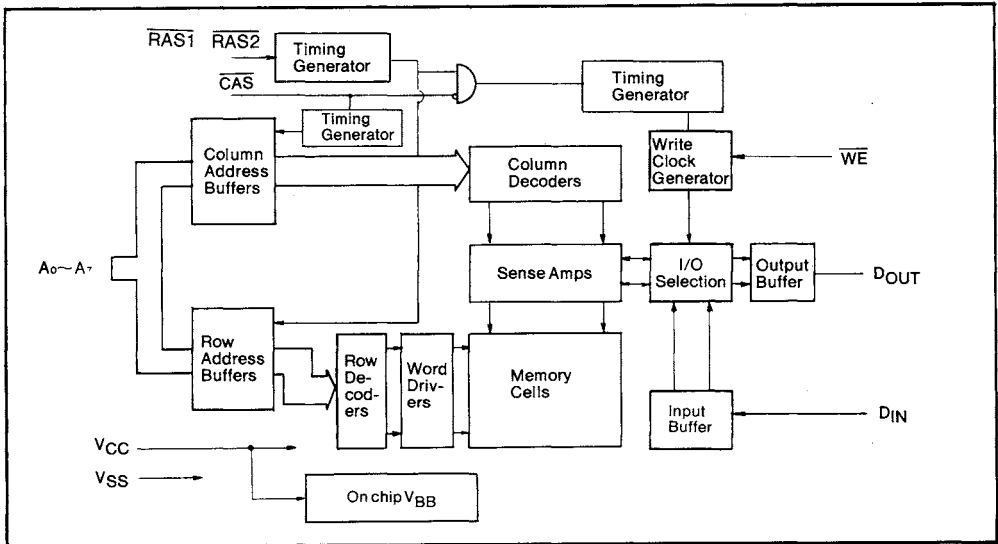 RAS1 RAS2
Timing
Generator
CAS
Timing
Generator
Timing
Generator
Column
Address
Buffers
Column
Decoders
Write
Clock
Generator
WE
A0~A7
Sense Amps
I/O
Selection
Output
Buffer
DOUT
Row
Address
Buffers
Row
De-
cod-
ers
Word
Driv-
ers
Memory
Cells
Input
Buffer
DIN
VCC
VSS
On chip VBB